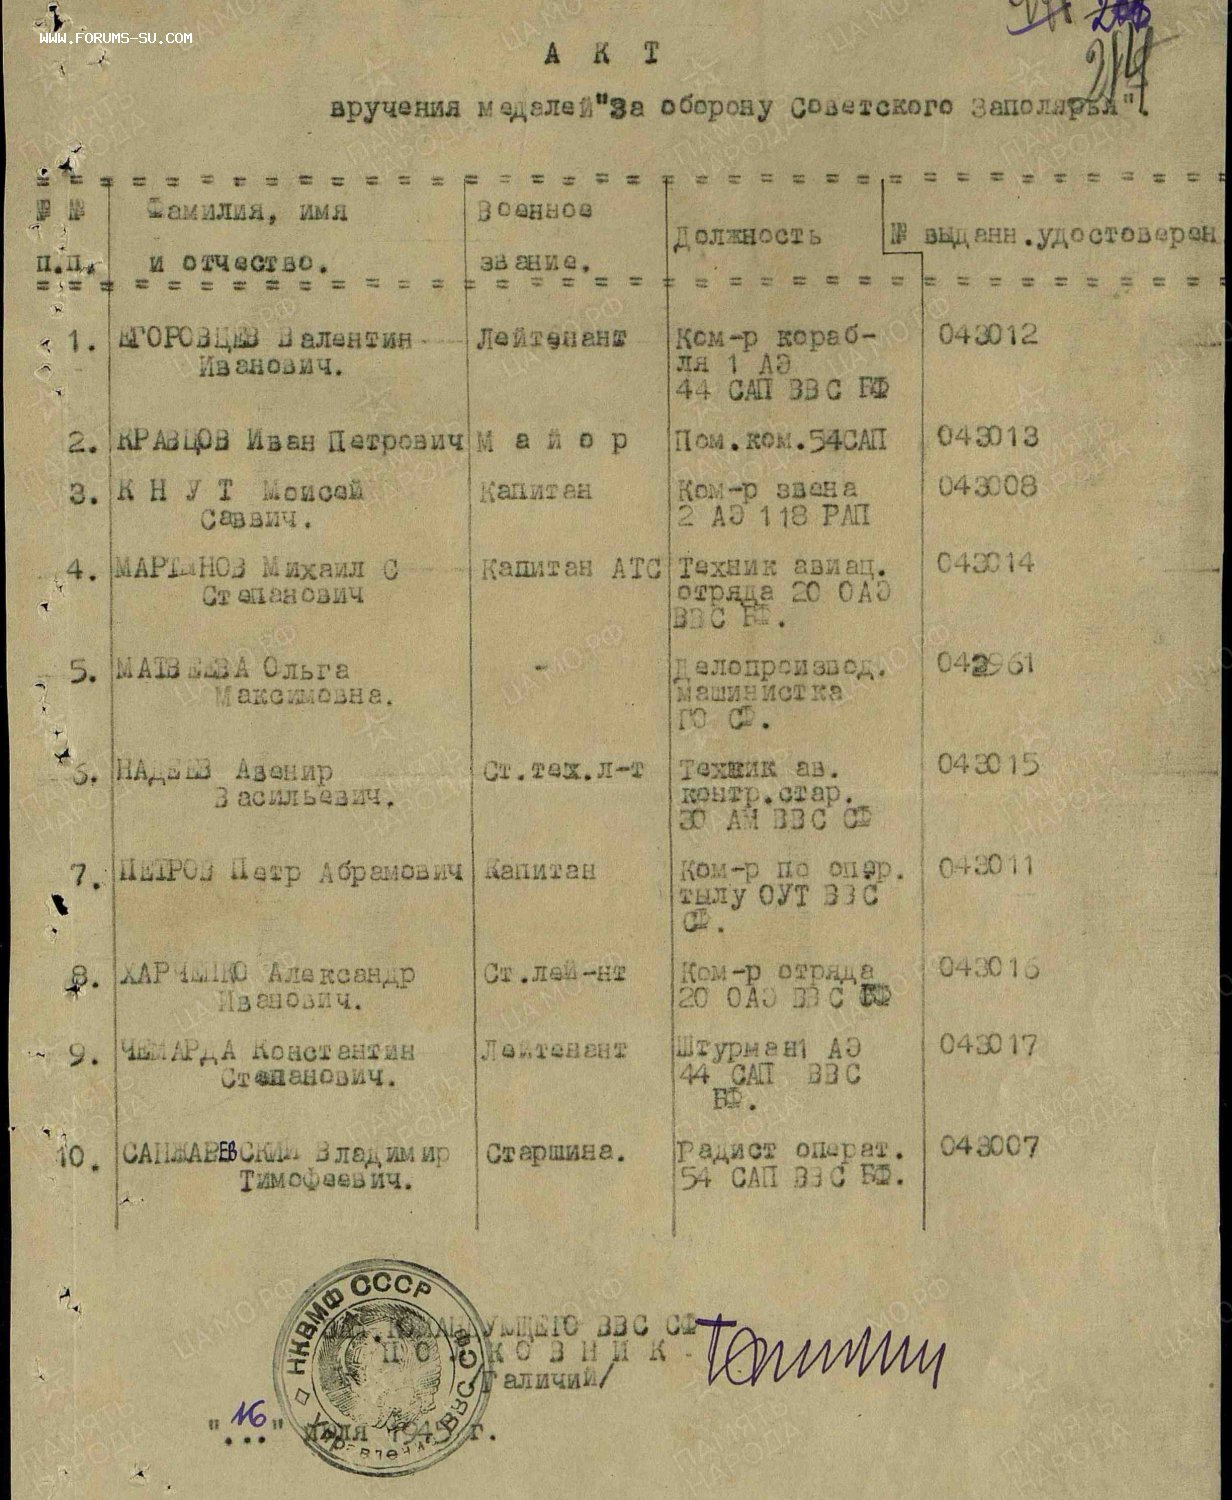 WWW.FORUMS-SU.COM
214
А К Т
вручения медалей "За оборону Советского Заполярья".
№ № Фамилия, имя Военное
Должность № выданн.удостоверен
п.п. и отчество. звание.
1. ЕГОРОВЦЕВ Валентин Лейтенант Ком-р кораб- 043012
Иванович. ля 1 АЭ
44 САП ВВС БФ
2. КРАВЦОВ Иван Петрович М а й о р Пом.ком.54САП 043013
3. К Н У Т Моисей Капитан Ком-р звена 043008
Саввич. 2 АЭ 118 РАП
4. МАРТЫНОВ Михаил С Капитан АТС Техник авиац. 043014
Степанович отряда 20 ОАЭ
ВВС БФ.
5. МАТВЕЕВА Ольга - Делопроизвод. 042961
Максимовна. машинистка
ГО СФ.
6. НАДЕЕВ Авенир Ст.тех.л-т Техник ав. 043015
Васильевич. контр.стар.
30 АМ ВВС СФ
7. ПЕТРОВ Петр Абрамович Капитан Ком-р по опер. 043011
тылу ОУТ ВВС
СФ.
8. ХАРЧЕНКО Александр Ст.лей-нт Ком-р отряда 043016
Иванович. 20 ОАЭ ВВС БФ
9. ЧЕМАРДА Константин Лейтенант Штурман1 АЭ 043017
Степанович. 44 САП ВВС
БФ.
10. САНЖАРЕВСКИЙ Владимир Старшина. Радист операт. 043007
Тимофеевич. 54 САП ВВС БФ.
НКВМФ СССР
КОМАНДУЮЩЕГО ВВС СФ
П О Л К О В Н И К
/Галичий/
"16" июля 1945 г.